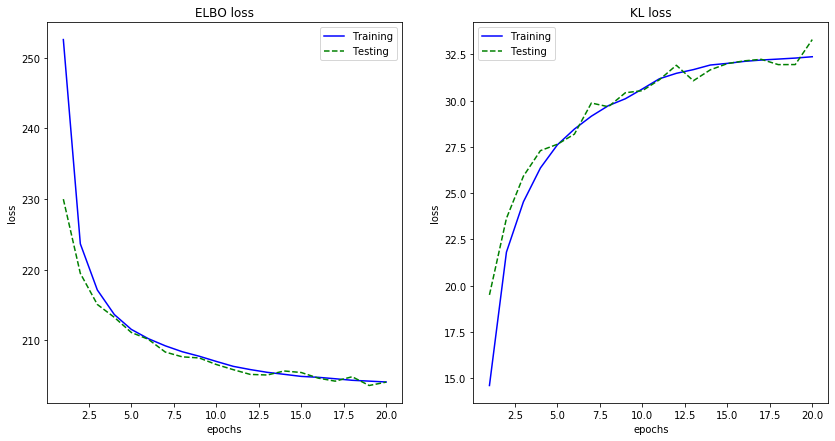 ELBO loss
Training
Testing
loss
250
240
230
220
210
2.5 5.0 7.5 10.0 12.5 15.0 17.5 20.0
epochs
KL loss
Training
Testing
loss
32.5
30.0
27.5
25.0
22.5
20.0
17.5
15.0
2.5 5.0 7.5 10.0 12.5 15.0 17.5 20.0
epochs